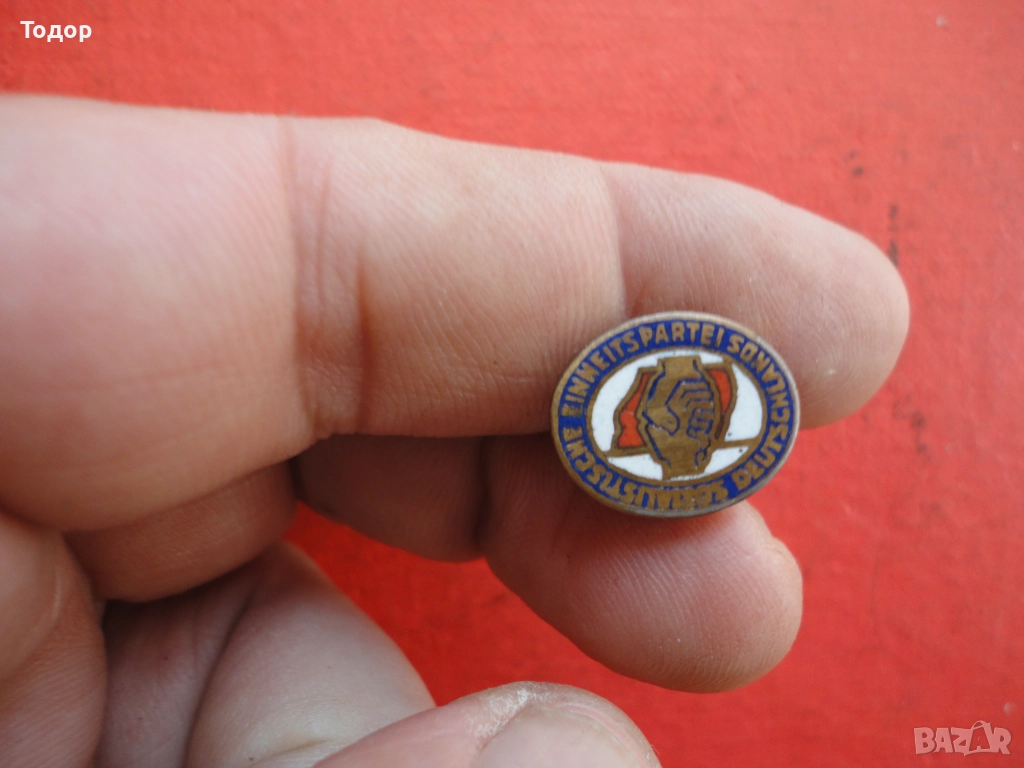 Тодор
SOZIALISTISCHE EINHEITSPARTEI DEUTSCHLANDS
BAZAR